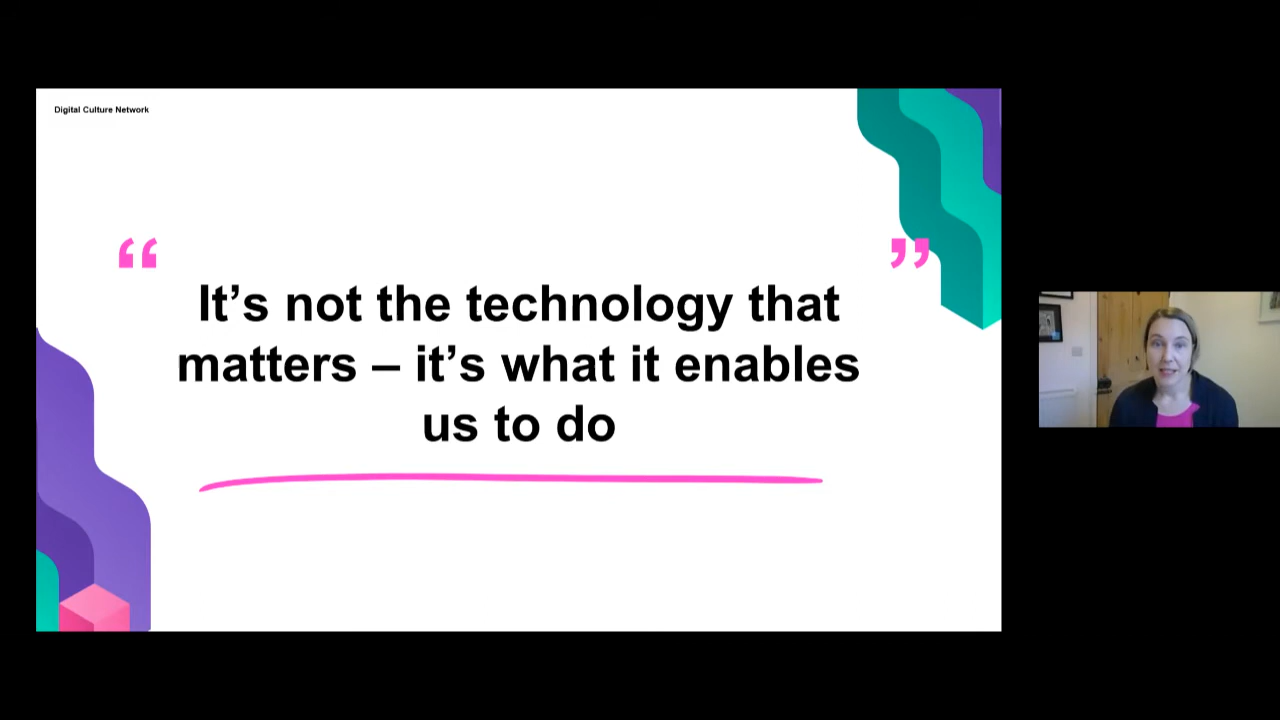 Digital Culture Network
“ ”
It’s not the technology that
matters – it’s what it enables
us to do